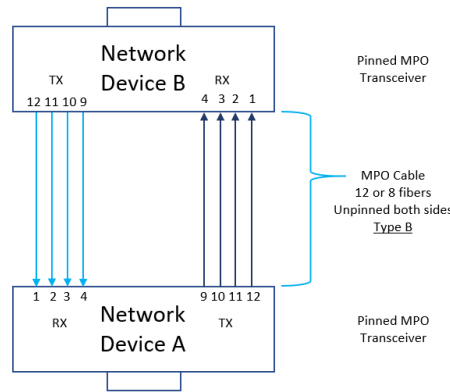 Network
Device B
TX
RX
12 11 10 9
4 3 2 1
Pinned MPO
Transceiver
MPO Cable
12 or 8 fibers
Unpinned both sides
Type B
1 2 3 4
9 10 11 12
RX
TX
Network
Device A
Pinned MPO
Transceiver